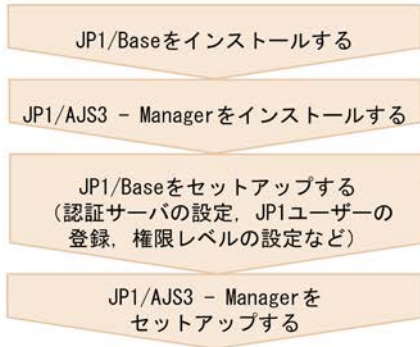 JP1/Baseをインストールする
JP1/AJS3 - Managerをインストールする
JP1/Baseをセットアップする
（認証サーバの設定，JP1ユーザーの
登録，権限レベルの設定など）
JP1/AJS3 - Managerを
セットアップする